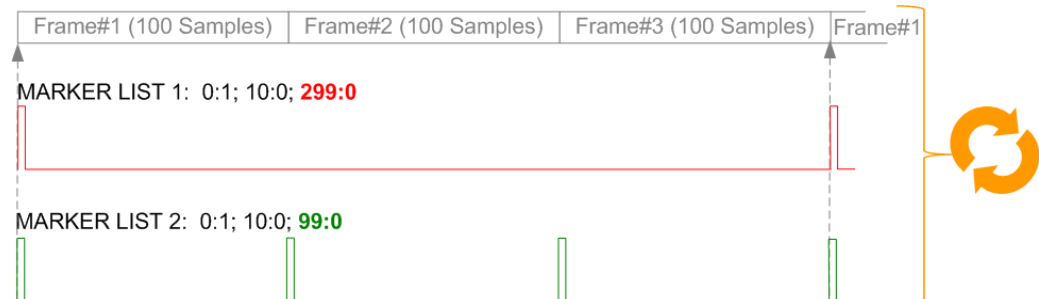 Frame#1 (100 Samples) Frame#2 (100 Samples) Frame#3 (100 Samples) Frame#1
MARKER LIST 1: 0:1; 10:0; 299:0
MARKER LIST 2: 0:1; 10:0; 99:0